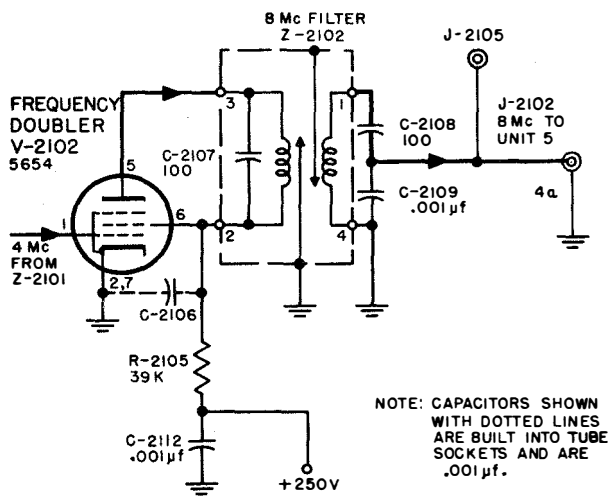 8 Mc FILTER
Z-2102
J-2105
3
1
J-2102
8 Mc TO
UNIT 5
FREQUENCY
DOUBLER
V-2102
5654
C-2107
100
C-2108
100
5
C-2109
.001µf
4a
1
6
2
4
4 Mc
FROM
Z-2101
2,7
C-2106
R-2105
39K
NOTE: CAPACITORS SHOWN
WITH DOTTED LINES
ARE BUILT INTO TUBE
SOCKETS AND ARE
.001µf.
C-2112
.001µf
+250V